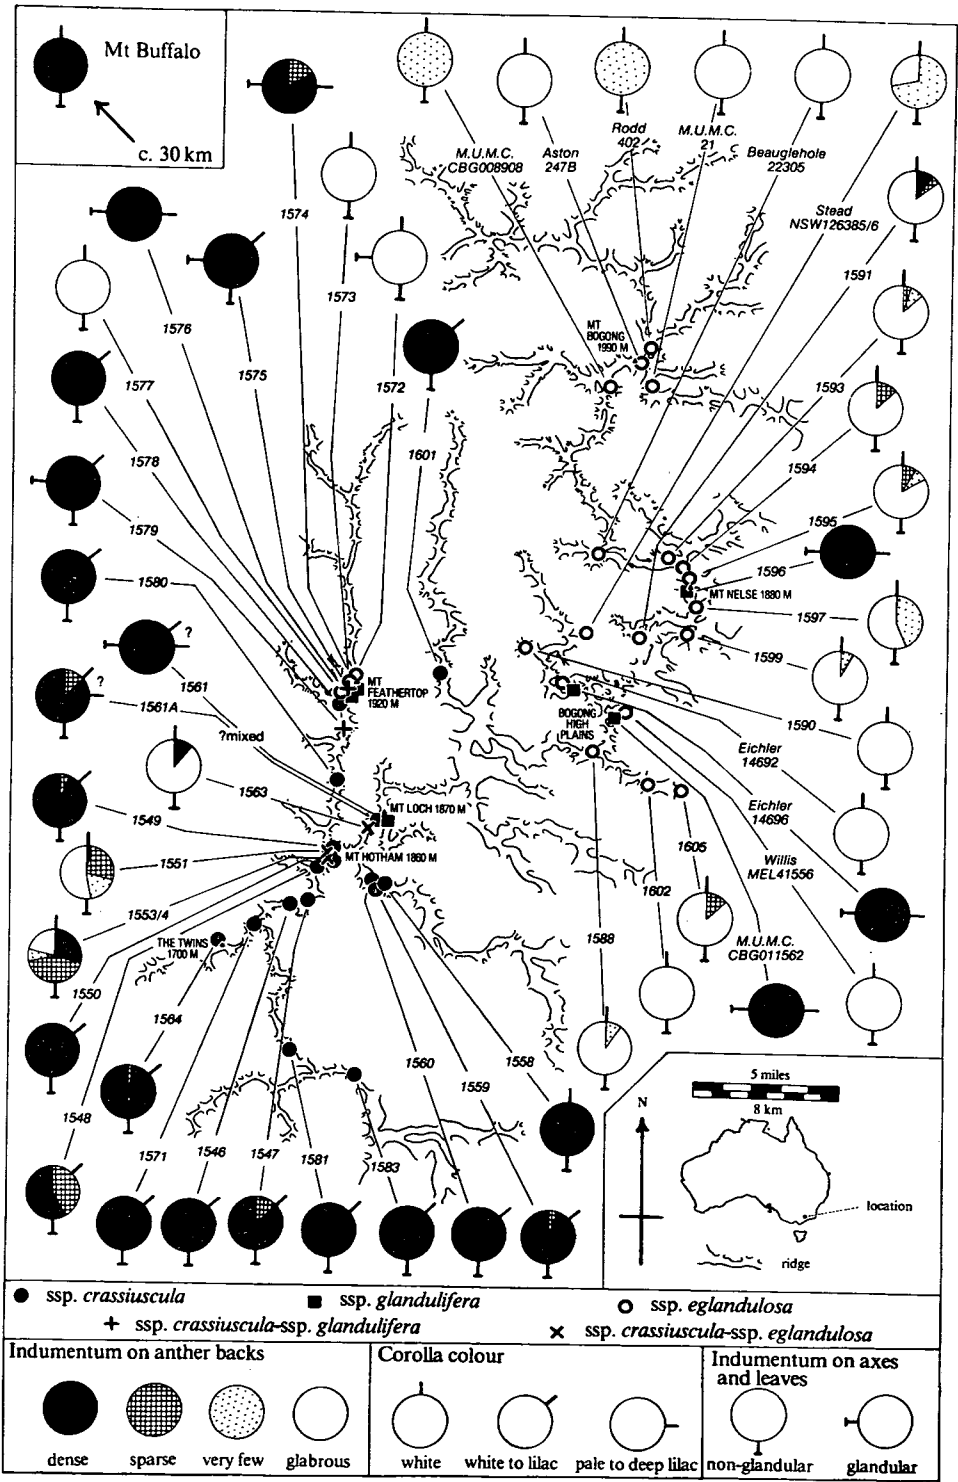 Mt Buffalo
c. 30 km
M.U.M.C.
CBG008908
Aston
247B
Rodd
402
M.U.M.C.
21
Beauglehole
22305
Stead
NSW126385/6
1574
1573
1572
1576
1575
1577
1578
1579
1580
1561
?
1561A
?
?mixed
1563
1549
1551
1553/4
1550
1548
1564
1571
1546
1547
1581
1583
1560
1559
1558
1601
1591
1593
1594
1595
1596
1597
1599
1590
Eichler
14692
Eichler
14696
Willis
MEL41556
M.U.M.C.
CBG011562
1605
1602
1588
MT
BOGONG
1990 M
MT NELSE 1880 M
MT
FEATHERTOP
1920 M
BOGONG
HIGH
PLAINS
MT LOCH 1870 M
MT HOTHAM 1860 M
THE TWINS
1700 M
5 miles
8 km
N
location
ridge
ssp. crassiuscula
ssp. glandulifera
ssp. eglandulosa
ssp. crassiuscula-ssp. glandulifera
ssp. crassiuscula-ssp. eglandulosa
Indumentum on anther backs
dense
sparse
very few
glabrous
Corolla colour
white
white to lilac
pale to deep lilac
Indumentum on axes
and leaves
non-glandular
glandular